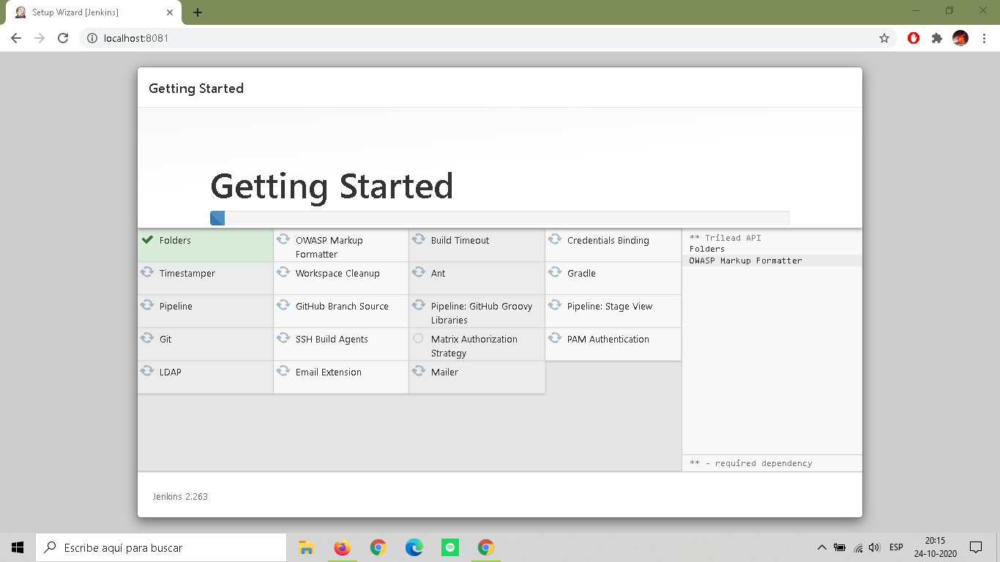 Setup Wizard [Jenkins]
localhost:8081
Getting Started
Getting Started
Folders
OWASP Markup
Formatter
Build Timeout
Credentials Binding
Timestamper
Workspace Cleanup
Ant
Gradle
Pipeline
GitHub Branch Source
Pipeline: GitHub Groovy
Libraries
Pipeline: Stage View
Git
SSH Build Agents
Matrix Authorization
Strategy
PAM Authentication
LDAP
Email Extension
Mailer
** Trilead API
Folders
OWASP Markup Formatter
** - required dependency
Jenkins 2.263
Escribe aquí para buscar
ESP
20:15
24-10-2020